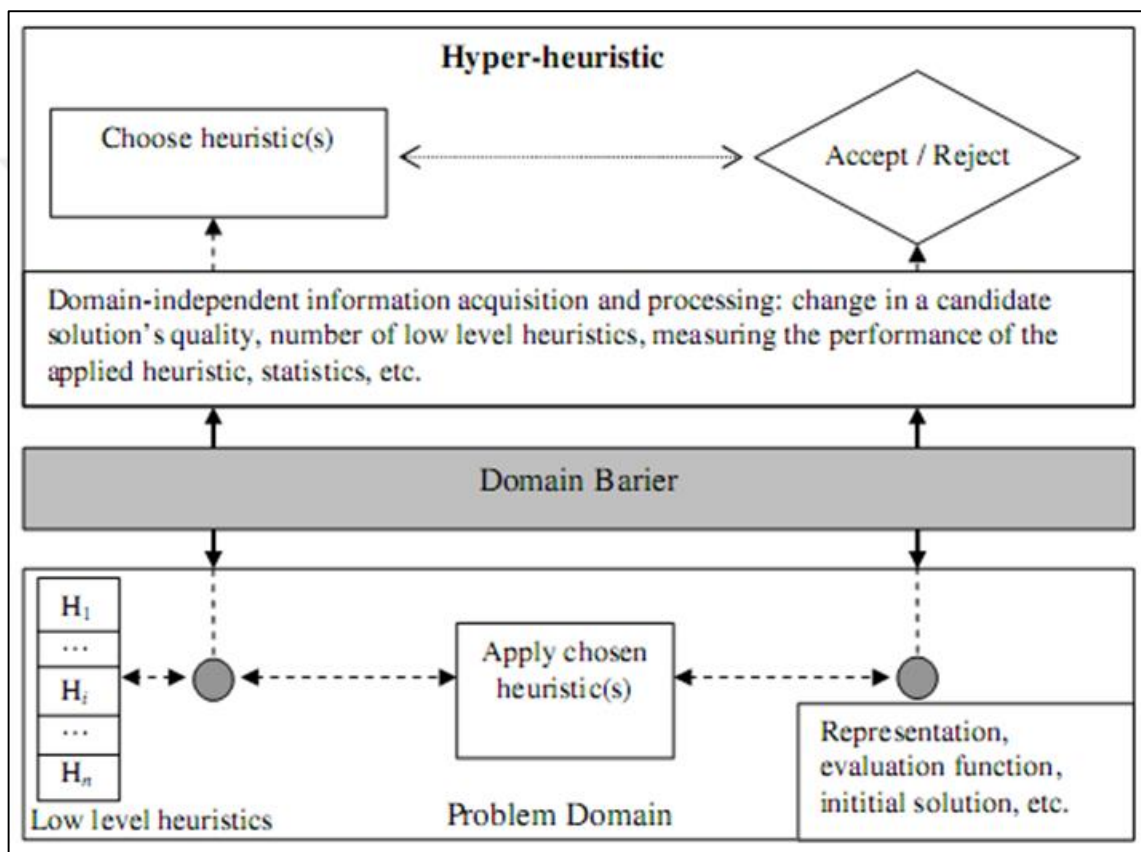 Hyper-heuristic
Choose heuristic(s)
Accept / Reject
Domain-independent information acquisition and processing: change in a candidate
solution's quality, number of low level heuristics, measuring the performance of the
applied heuristic, statistics, etc.
Domain Barier
H1
...
Hi
...
Hn
Low level heuristics
Apply chosen
heuristic(s)
Problem Domain
Representation,
evaluation function,
inititial solution, etc.